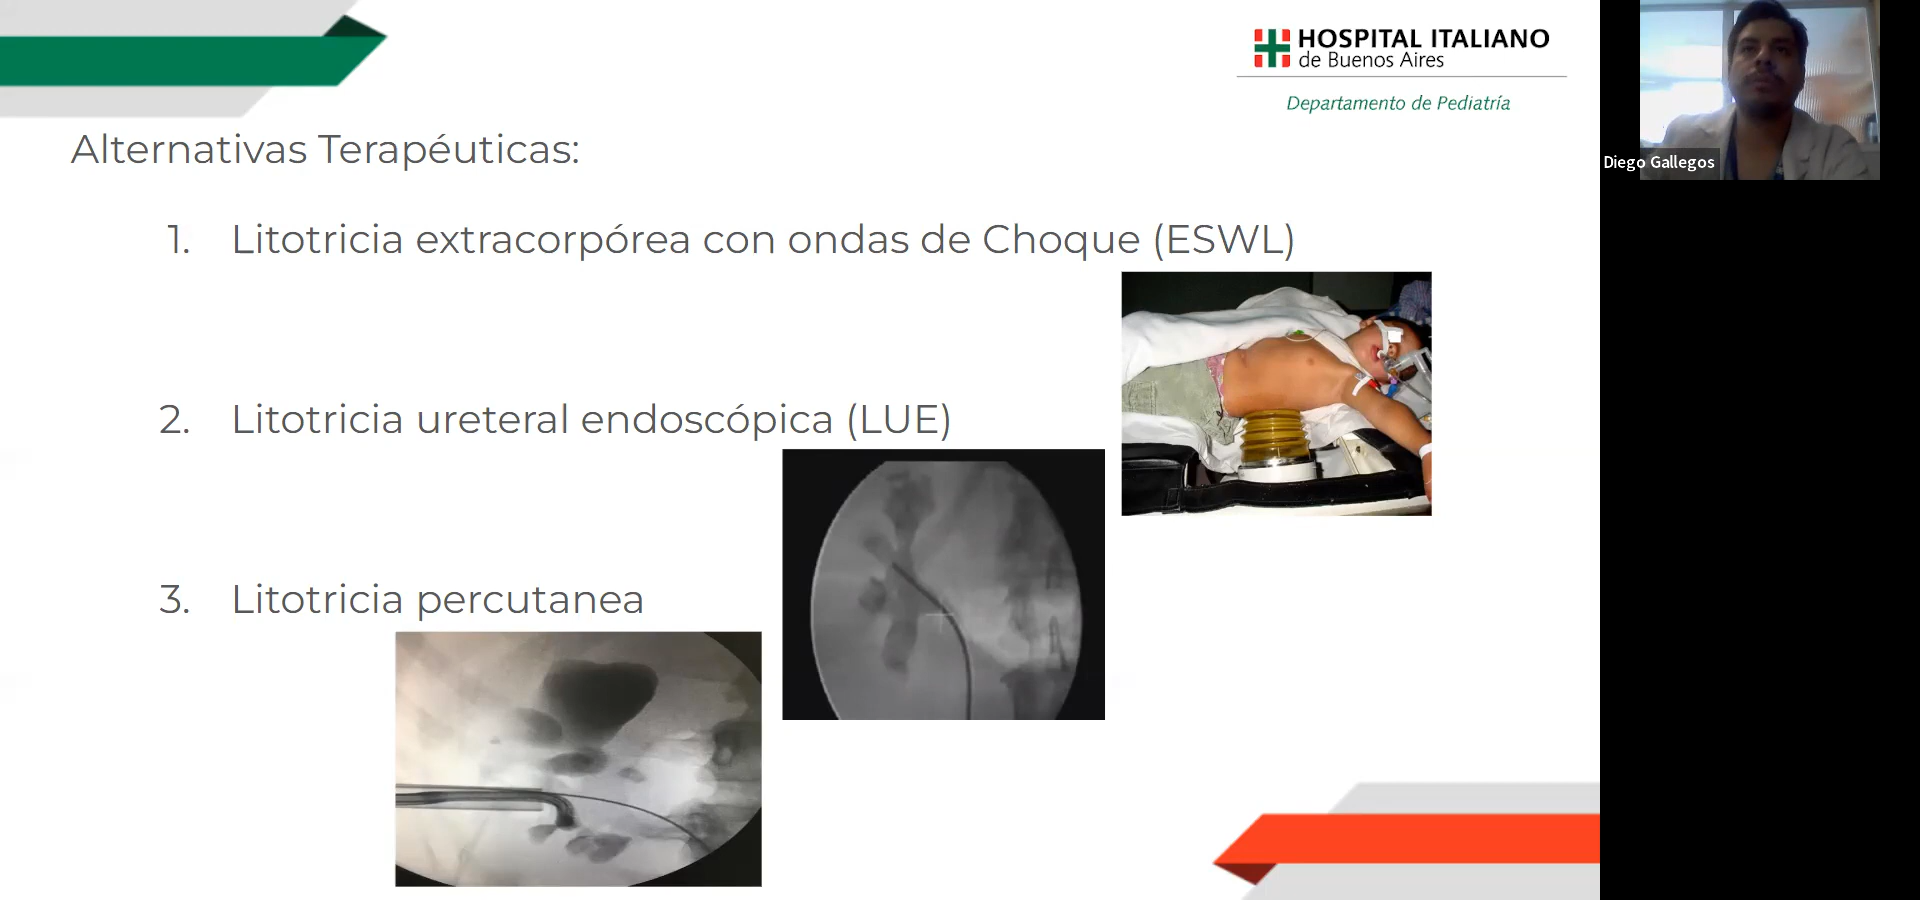 HOSPITAL ITALIANO
de Buenos Aires
Departamento de Pediatría
Diego Gallegos
Alternativas Terapéuticas:
1. Litotricia extracorpórea con ondas de Choque (ESWL)
2. Litotricia ureteral endoscópica (LUE)
3. Litotricia percutanea